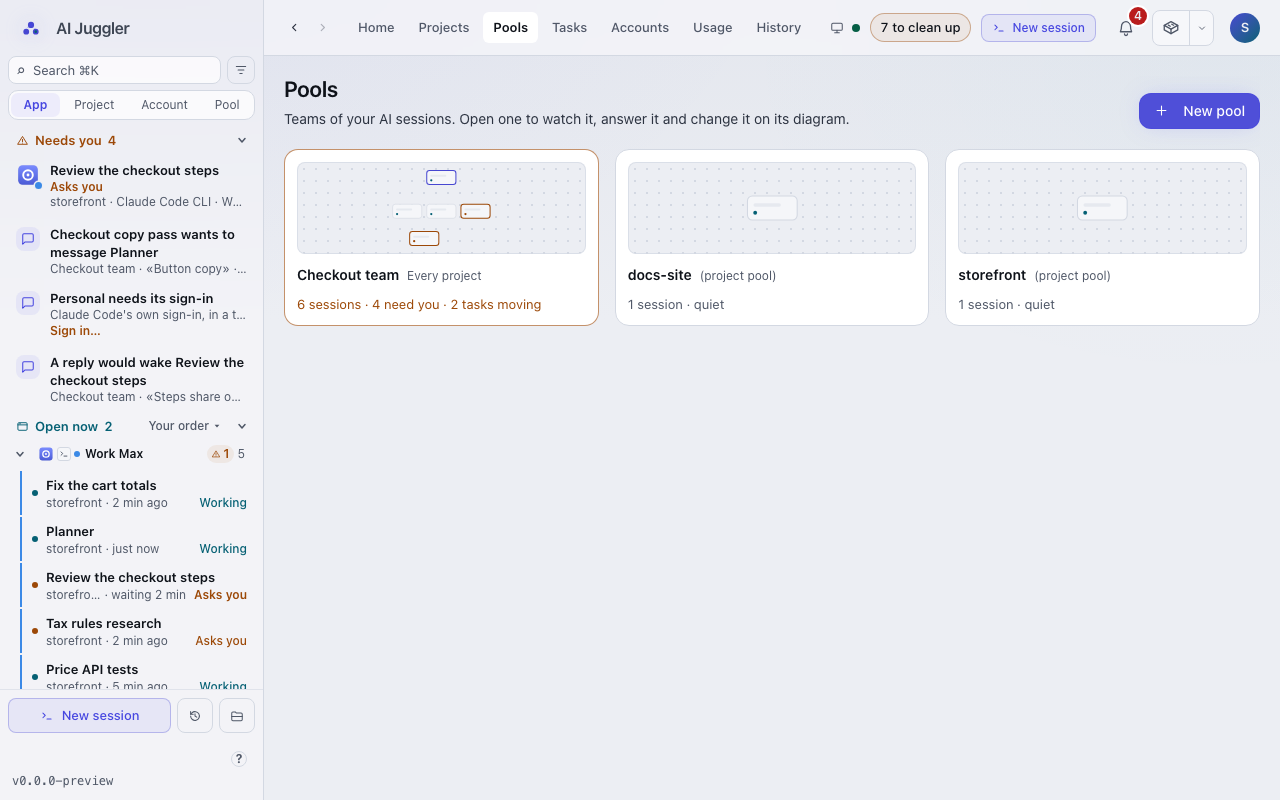 AI Juggler
Search ⌘K
App Project Account Pool
Needs you 4
Review the checkout steps
Asks you
storefront · Claude Code CLI · W...
Checkout copy pass wants to
message Planner
Checkout team · «Button copy» ·...
Personal needs its sign-in
Claude Code's own sign-in, in a t...
Sign in...
A reply would wake Review the
checkout steps
Checkout team · «Steps share o...
Open now 2 Your order
Work Max 1 5
Fix the cart totals
storefront · 2 min ago Working
Planner
storefront · just now Working
Review the checkout steps
storefro... · waiting 2 min Asks you
Tax rules research
storefront · 2 min ago Asks you
Price API tests
storefront · 5 min ago Working
New session
?
v0.0.0-preview
Home Projects Pools Tasks Accounts Usage History 7 to clean up New session 4 S
Pools
Teams of your AI sessions. Open one to watch it, answer it and change it on its diagram.
New pool
Checkout team Every project
6 sessions · 4 need you · 2 tasks moving
docs-site (project pool)
1 session · quiet
storefront (project pool)
1 session · quiet